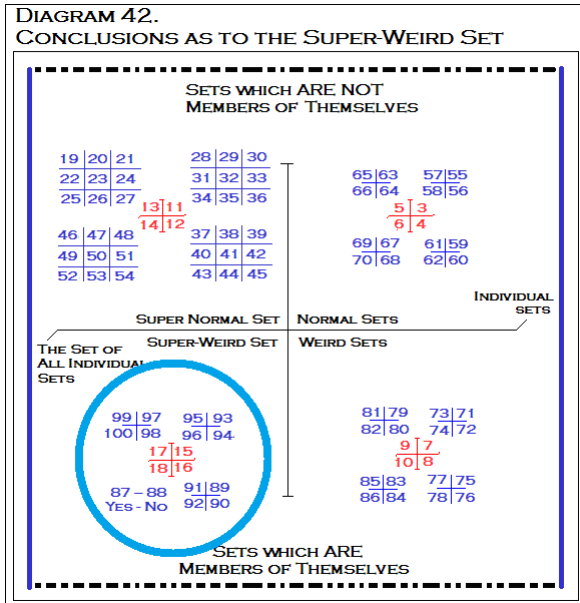 DIAGRAM 42.
CONCLUSIONS AS TO THE SUPER-WEIRD SET
SETS WHICH ARE NOT
MEMBERS OF THEMSELVES
19 20 21
22 23 24
25 26 27
28 29 30
31 32 33
34 35 36
13 11
14 12
46 47 48
49 50 51
52 53 54
37 38 39
40 41 42
43 44 45
65 63
66 64
57 55
58 56
5 3
6 4
69 67
70 68
61 59
62 60
INDIVIDUAL
SETS
SUPER NORMAL SET
NORMAL SETS
SUPER-WEIRD SET
WEIRD SETS
THE SET OF
ALL INDIVIDUAL
SETS
99 97
100 98
95 93
96 94
17 15
18 16
87 - 88
YES - NO
91 89
92 90
81 79
82 80
73 71
74 72
9 7
10 8
85 83
86 84
77 75
78 76
SETS WHICH ARE
MEMBERS OF THEMSELVES